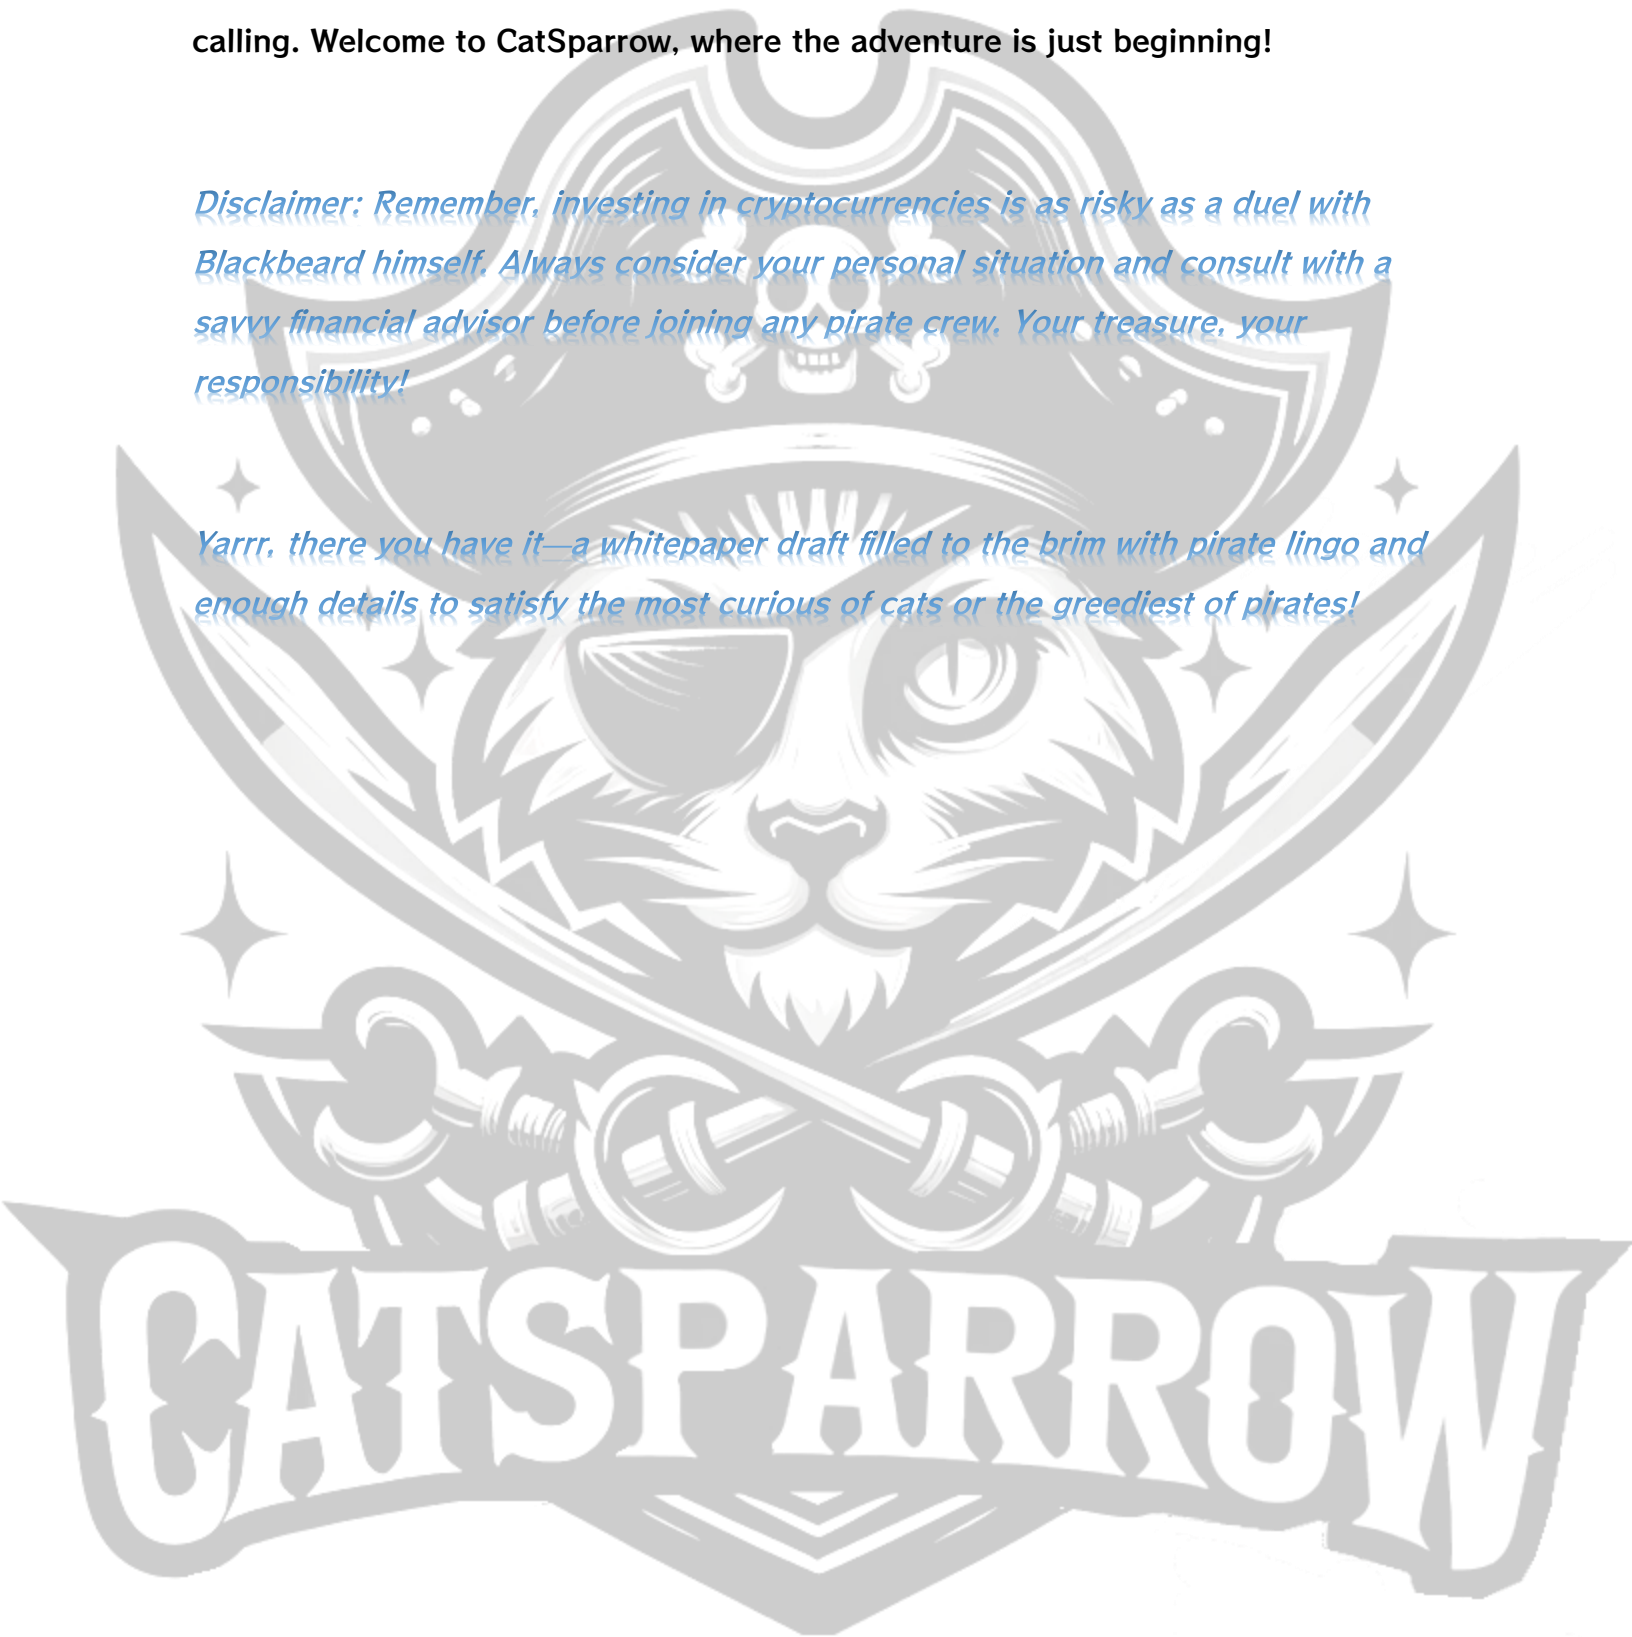 calling. Welcome to CatSparrow, where the adventure is just beginning!
Disclaimer: Remember, investing in cryptocurrencies is as risky as a duel with
Blackbeard himself. Always consider your personal situation and consult with a
savvy financial advisor before joining any pirate crew. Your treasure, your
responsibility!
Yarrr, there you have it—a whitepaper draft filled to the brim with pirate lingo and
enough details to satisfy the most curious of cats or the greediest of pirates!
CATSPARROW